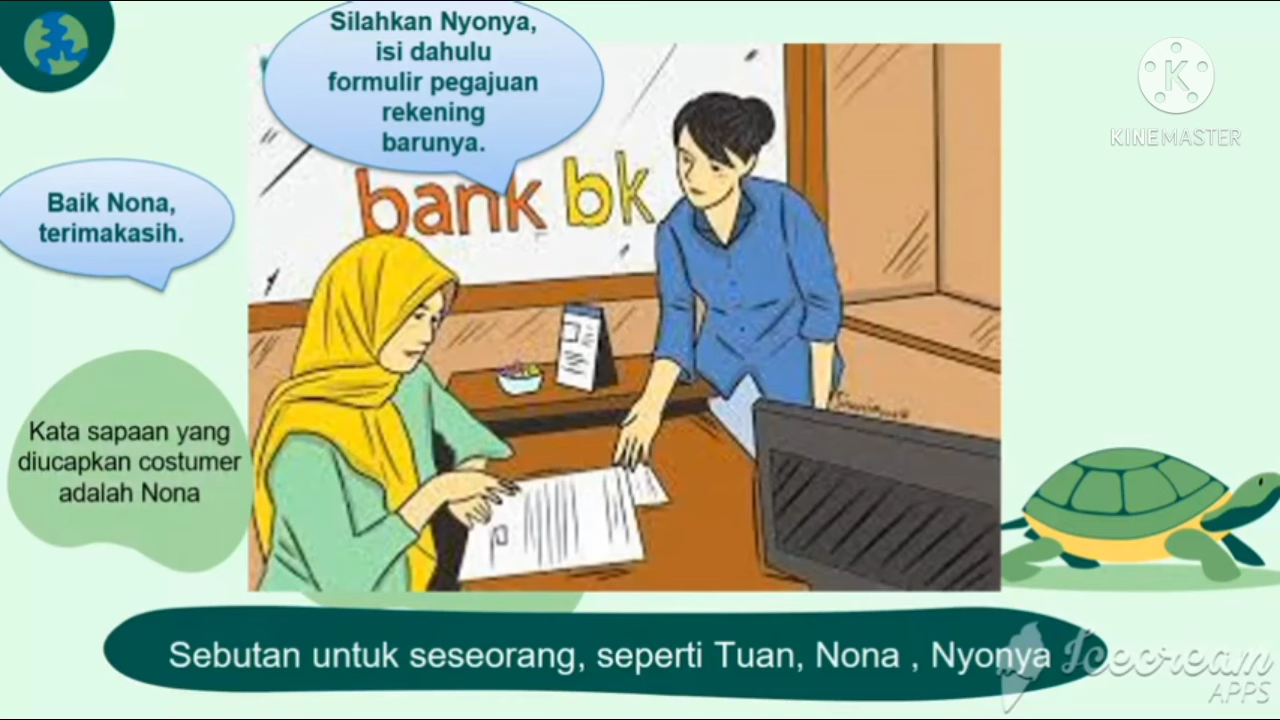 Silahkan Nyonya,
isi dahulu
formulir pegajuan
rekening
barunya.
KINEMASTER
bank bk
Baik Nona,
terimakasih.
Kata sapaan yang
diucapkan costumer
adalah Nona
Sebutan untuk seseorang, seperti Tuan, Nona , Nyonya
Icecream
APPS